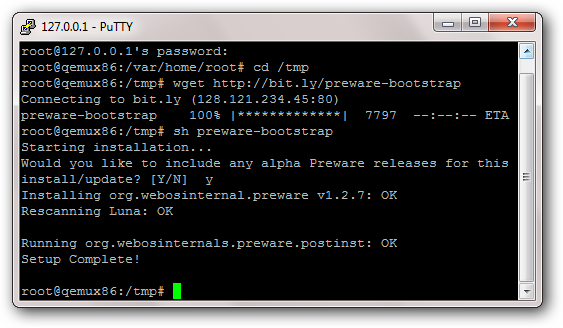 127.0.0.1 - PuTTY
root@127.0.0.1's password:
root@qemux86:/var/home/root# cd /tmp
root@qemux86:/tmp# wget http://bit.ly/preware-bootstrap
Connecting to bit.ly (128.121.234.45:80)
preware-bootstrap    100% |*************|  7797  --:--:-- ETA
root@qemux86:/tmp# sh preware-bootstrap
Starting installation...
Would you like to include any alpha Preware releases for this
install/update? [Y/N]  y
Installing org.webosinternal.preware v1.2.7: OK
Rescanning Luna: OK
Running org.webosinternals.preware.postinst: OK
Setup Complete!
root@qemux86:/tmp#